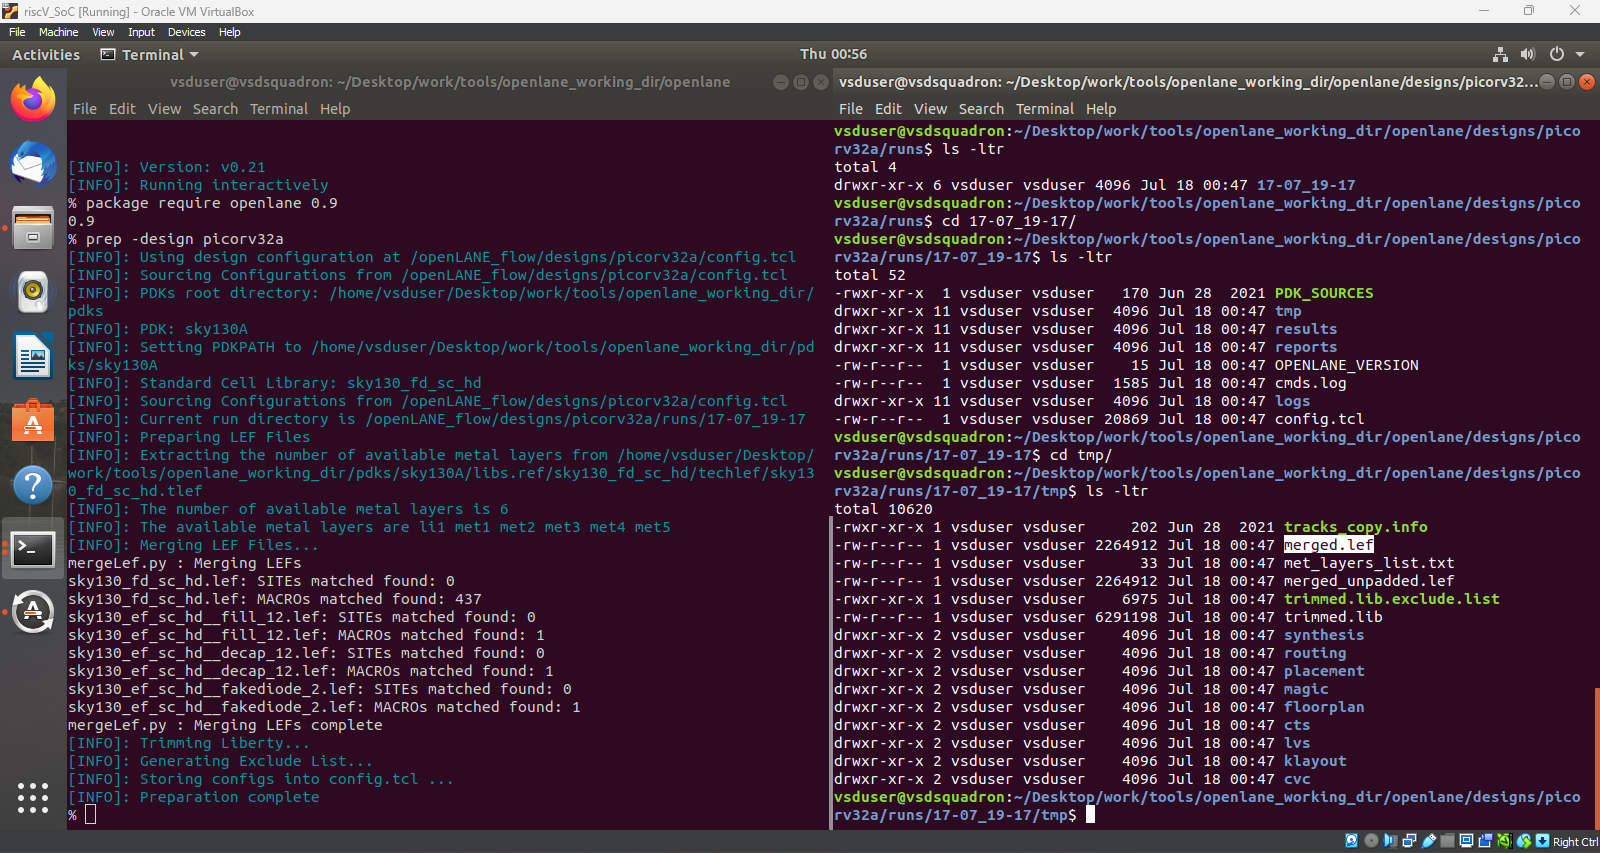 riscV_SoC [Running] - Oracle VM VirtualBox
File Machine View Input Devices Help
Activities Terminal Thu 00:56
vsduser@vsdsquadron: ~/Desktop/work/tools/openlane_working_dir/openlane
File Edit View Search Terminal Help
[INFO]: Version: v0.21
[INFO]: Running interactively
% package require openlane 0.9
0.9
% prep -design picorv32a
[INFO]: Using design configuration at /openLANE_flow/designs/picorv32a/config.tcl
[INFO]: Sourcing Configurations from /openLANE_flow/designs/picorv32a/config.tcl
[INFO]: PDKs root directory: /home/vsduser/Desktop/work/tools/openlane_working_dir/
pdks
[INFO]: PDK: sky130A
[INFO]: Setting PDKPATH to /home/vsduser/Desktop/work/tools/openlane_working_dir/pd
ks/sky130A
[INFO]: Standard Cell Library: sky130_fd_sc_hd
[INFO]: Sourcing Configurations from /openLANE_flow/designs/picorv32a/config.tcl
[INFO]: Current run directory is /openLANE_flow/designs/picorv32a/runs/17-07_19-17
[INFO]: Preparing LEF Files
[INFO]: Extracting the number of available metal layers from /home/vsduser/Desktop/
work/tools/openlane_working_dir/pdks/sky130A/libs.ref/sky130_fd_sc_hd/techlef/sky13
0_fd_sc_hd.tlef
[INFO]: The number of available metal layers is 6
[INFO]: The available metal layers are li1 met1 met2 met3 met4 met5
[INFO]: Merging LEF Files...
mergeLef.py : Merging LEFs
sky130_fd_sc_hd.lef: SITEs matched found: 0
sky130_fd_sc_hd.lef: MACROs matched found: 437
sky130_ef_sc_hd__fill_12.lef: SITEs matched found: 0
sky130_ef_sc_hd__fill_12.lef: MACROs matched found: 1
sky130_ef_sc_hd__decap_12.lef: SITEs matched found: 0
sky130_ef_sc_hd__decap_12.lef: MACROs matched found: 1
sky130_ef_sc_hd__fakediode_2.lef: SITEs matched found: 0
sky130_ef_sc_hd__fakediode_2.lef: MACROs matched found: 1
mergeLef.py : Merging LEFs complete
[INFO]: Trimming Liberty...
[INFO]: Generating Exclude List...
[INFO]: Storing configs into config.tcl ...
[INFO]: Preparation complete
%
vsduser@vsdsquadron: ~/Desktop/work/tools/openlane_working_dir/openlane/designs/picorv32...
File Edit View Search Terminal Help
vsduser@vsdsquadron:~/Desktop/work/tools/openlane_working_dir/openlane/designs/pico
rv32a/runs$ ls -ltr
total 4
drwxr-xr-x 6 vsduser vsduser 4096 Jul 18 00:47 17-07_19-17
vsduser@vsdsquadron:~/Desktop/work/tools/openlane_working_dir/openlane/designs/pico
rv32a/runs$ cd 17-07_19-17/
vsduser@vsdsquadron:~/Desktop/work/tools/openlane_working_dir/openlane/designs/pico
rv32a/runs/17-07_19-17$ ls -ltr
total 52
-rwxr-xr-x  1 vsduser vsduser   170 Jun 28  2021 PDK_SOURCES
drwxr-xr-x 11 vsduser vsduser  4096 Jul 18 00:47 tmp
drwxr-xr-x 11 vsduser vsduser  4096 Jul 18 00:47 results
drwxr-xr-x 11 vsduser vsduser  4096 Jul 18 00:47 reports
-rw-r--r--  1 vsduser vsduser    15 Jul 18 00:47 OPENLANE_VERSION
-rw-r--r--  1 vsduser vsduser  1585 Jul 18 00:47 cmds.log
drwxr-xr-x 11 vsduser vsduser  4096 Jul 18 00:47 logs
-rw-r--r--  1 vsduser vsduser 20869 Jul 18 00:47 config.tcl
vsduser@vsdsquadron:~/Desktop/work/tools/openlane_working_dir/openlane/designs/pico
rv32a/runs/17-07_19-17$ cd tmp/
vsduser@vsdsquadron:~/Desktop/work/tools/openlane_working_dir/openlane/designs/pico
rv32a/runs/17-07_19-17/tmp$ ls -ltr
total 10620
-rwxr-xr-x 1 vsduser vsduser     202 Jun 28  2021 tracks_copy.info
-rw-r--r-- 1 vsduser vsduser 2264912 Jul 18 00:47 merged.lef
-rw-r--r-- 1 vsduser vsduser      33 Jul 18 00:47 met_layers_list.txt
-rw-r--r-- 1 vsduser vsduser 2264912 Jul 18 00:47 merged_unpadded.lef
-rwxr-xr-x 1 vsduser vsduser    6975 Jul 18 00:47 trimmed.lib.exclude.list
-rw-r--r-- 1 vsduser vsduser 6291198 Jul 18 00:47 trimmed.lib
drwxr-xr-x 2 vsduser vsduser    4096 Jul 18 00:47 synthesis
drwxr-xr-x 2 vsduser vsduser    4096 Jul 18 00:47 routing
drwxr-xr-x 2 vsduser vsduser    4096 Jul 18 00:47 placement
drwxr-xr-x 2 vsduser vsduser    4096 Jul 18 00:47 magic
drwxr-xr-x 2 vsduser vsduser    4096 Jul 18 00:47 floorplan
drwxr-xr-x 2 vsduser vsduser    4096 Jul 18 00:47 cts
drwxr-xr-x 2 vsduser vsduser    4096 Jul 18 00:47 lvs
drwxr-xr-x 2 vsduser vsduser    4096 Jul 18 00:47 klayout
drwxr-xr-x 2 vsduser vsduser    4096 Jul 18 00:47 cvc
vsduser@vsdsquadron:~/Desktop/work/tools/openlane_working_dir/openlane/designs/pico
rv32a/runs/17-07_19-17/tmp$
Right Ctrl